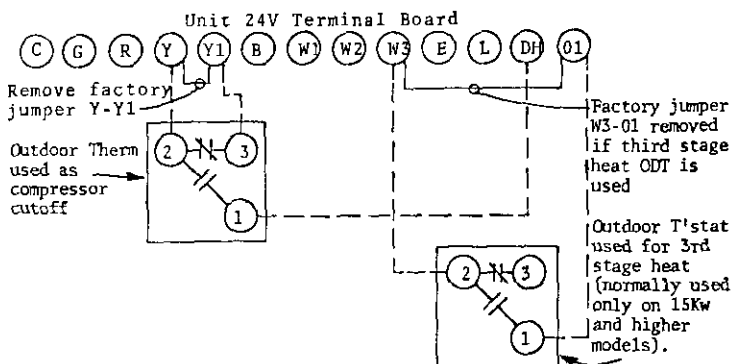 Unit 24V Terminal Board
C G R Y Y1 B W1 W2 W3 E L DH 01
Remove factory
jumper Y-Y1
Outdoor Therm
used as
compressor
cutoff
2 3
1
Factory jumper
W3-01 removed
if third stage
heat ODT is
used
Outdoor T'stat
used for 3rd
stage heat
(normally used
only on 15Kw
and higher
models).
2 3
1